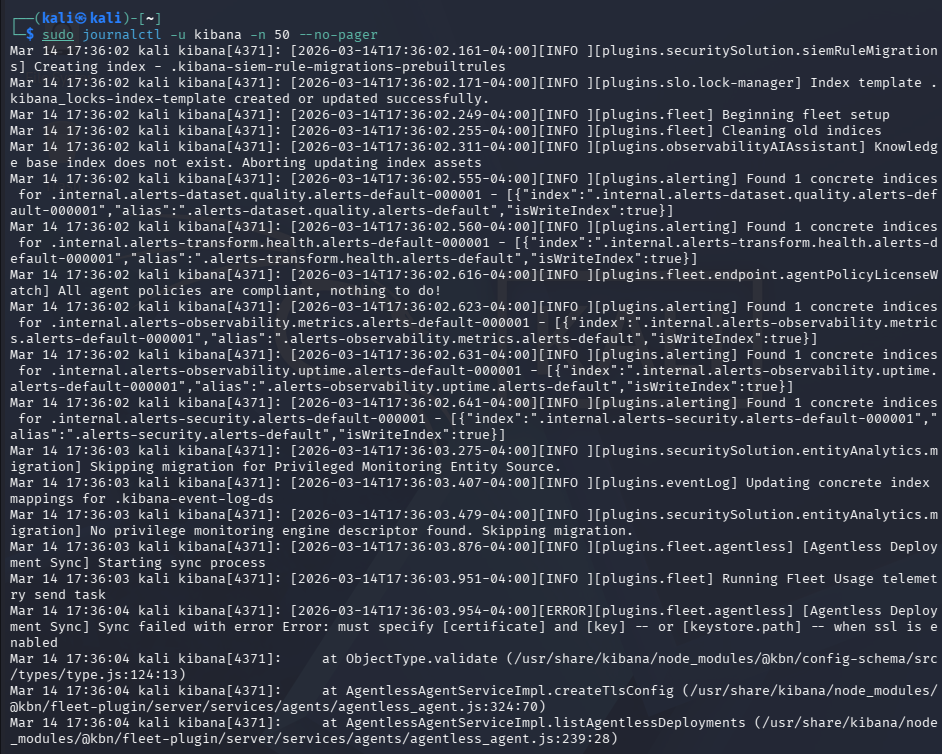 ┌──(kali㉿kali)-[~]
└─$ sudo journalctl -u kibana -n 50 --no-pager
Mar 14 17:36:02 kali kibana[4371]: [2026-03-14T17:36:02.161-04:00][INFO ][plugins.securitySolution.siemRuleMigration
s] Creating index - .kibana-siem-rule-migrations-prebuiltrules
Mar 14 17:36:02 kali kibana[4371]: [2026-03-14T17:36:02.171-04:00][INFO ][plugins.slo.lock-manager] Index template .
kibana_locks-index-template created or updated successfully.
Mar 14 17:36:02 kali kibana[4371]: [2026-03-14T17:36:02.249-04:00][INFO ][plugins.fleet] Beginning fleet setup
Mar 14 17:36:02 kali kibana[4371]: [2026-03-14T17:36:02.255-04:00][INFO ][plugins.fleet] Cleaning old indices
Mar 14 17:36:02 kali kibana[4371]: [2026-03-14T17:36:02.311-04:00][INFO ][plugins.observabilityAIAssistant] Knowledg
e base index does not exist. Aborting updating index assets
Mar 14 17:36:02 kali kibana[4371]: [2026-03-14T17:36:02.555-04:00][INFO ][plugins.alerting] Found 1 concrete indices
 for .internal.alerts-dataset.quality.alerts-default-000001 - [{"index":".internal.alerts-dataset.quality.alerts-def
ault-000001","alias":".alerts-dataset.quality.alerts-default","isWriteIndex":true}]
Mar 14 17:36:02 kali kibana[4371]: [2026-03-14T17:36:02.560-04:00][INFO ][plugins.alerting] Found 1 concrete indices
 for .internal.alerts-transform.health.alerts-default-000001 - [{"index":".internal.alerts-transform.health.alerts-d
efault-000001","alias":".alerts-transform.health.alerts-default","isWriteIndex":true}]
Mar 14 17:36:02 kali kibana[4371]: [2026-03-14T17:36:02.616-04:00][INFO ][plugins.fleet.endpoint.agentPolicyLicenseW
atch] All agent policies are compliant, nothing to do!
Mar 14 17:36:02 kali kibana[4371]: [2026-03-14T17:36:02.623-04:00][INFO ][plugins.alerting] Found 1 concrete indices
 for .internal.alerts-observability.metrics.alerts-default-000001 - [{"index":".internal.alerts-observability.metric
s.alerts-default-000001","alias":".alerts-observability.metrics.alerts-default","isWriteIndex":true}]
Mar 14 17:36:02 kali kibana[4371]: [2026-03-14T17:36:02.631-04:00][INFO ][plugins.alerting] Found 1 concrete indices
 for .internal.alerts-observability.uptime.alerts-default-000001 - [{"index":".internal.alerts-observability.uptime.
alerts-default-000001","alias":".alerts-observability.uptime.alerts-default","isWriteIndex":true}]
Mar 14 17:36:02 kali kibana[4371]: [2026-03-14T17:36:02.641-04:00][INFO ][plugins.alerting] Found 1 concrete indices
 for .internal.alerts-security.alerts-default-000001 - [{"index":".internal.alerts-security.alerts-default-000001","
alias":".alerts-security.alerts-default","isWriteIndex":true}]
Mar 14 17:36:03 kali kibana[4371]: [2026-03-14T17:36:03.275-04:00][INFO ][plugins.securitySolution.entityAnalytics.m
igration] Skipping migration for Privileged Monitoring Entity Source.
Mar 14 17:36:03 kali kibana[4371]: [2026-03-14T17:36:03.407-04:00][INFO ][plugins.eventLog] Updating concrete index
mappings for .kibana-event-log-ds
Mar 14 17:36:03 kali kibana[4371]: [2026-03-14T17:36:03.479-04:00][INFO ][plugins.securitySolution.entityAnalytics.m
igration] No privilege monitoring engine descriptor found. Skipping migration.
Mar 14 17:36:03 kali kibana[4371]: [2026-03-14T17:36:03.876-04:00][INFO ][plugins.fleet.agentless] [Agentless Deploy
ment Sync] Starting sync process
Mar 14 17:36:03 kali kibana[4371]: [2026-03-14T17:36:03.951-04:00][INFO ][plugins.fleet] Running Fleet Usage telemet
ry send task
Mar 14 17:36:04 kali kibana[4371]: [2026-03-14T17:36:03.954-04:00][ERROR][plugins.fleet.agentless] [Agentless Deploy
ment Sync] Sync failed with error Error: must specify [certificate] and [key] -- or [keystore.path] -- when ssl is e
nabled
Mar 14 17:36:04 kali kibana[4371]:     at ObjectType.validate (/usr/share/kibana/node_modules/@kbn/config-schema/src
/types/type.js:124:13)
Mar 14 17:36:04 kali kibana[4371]:     at AgentlessAgentServiceImpl.createTlsConfig (/usr/share/kibana/node_modules/
@kbn/fleet-plugin/server/services/agents/agentless_agent.js:324:70)
Mar 14 17:36:04 kali kibana[4371]:     at AgentlessAgentServiceImpl.listAgentlessDeployments (/usr/share/kibana/node
_modules/@kbn/fleet-plugin/server/services/agents/agentless_agent.js:239:28)